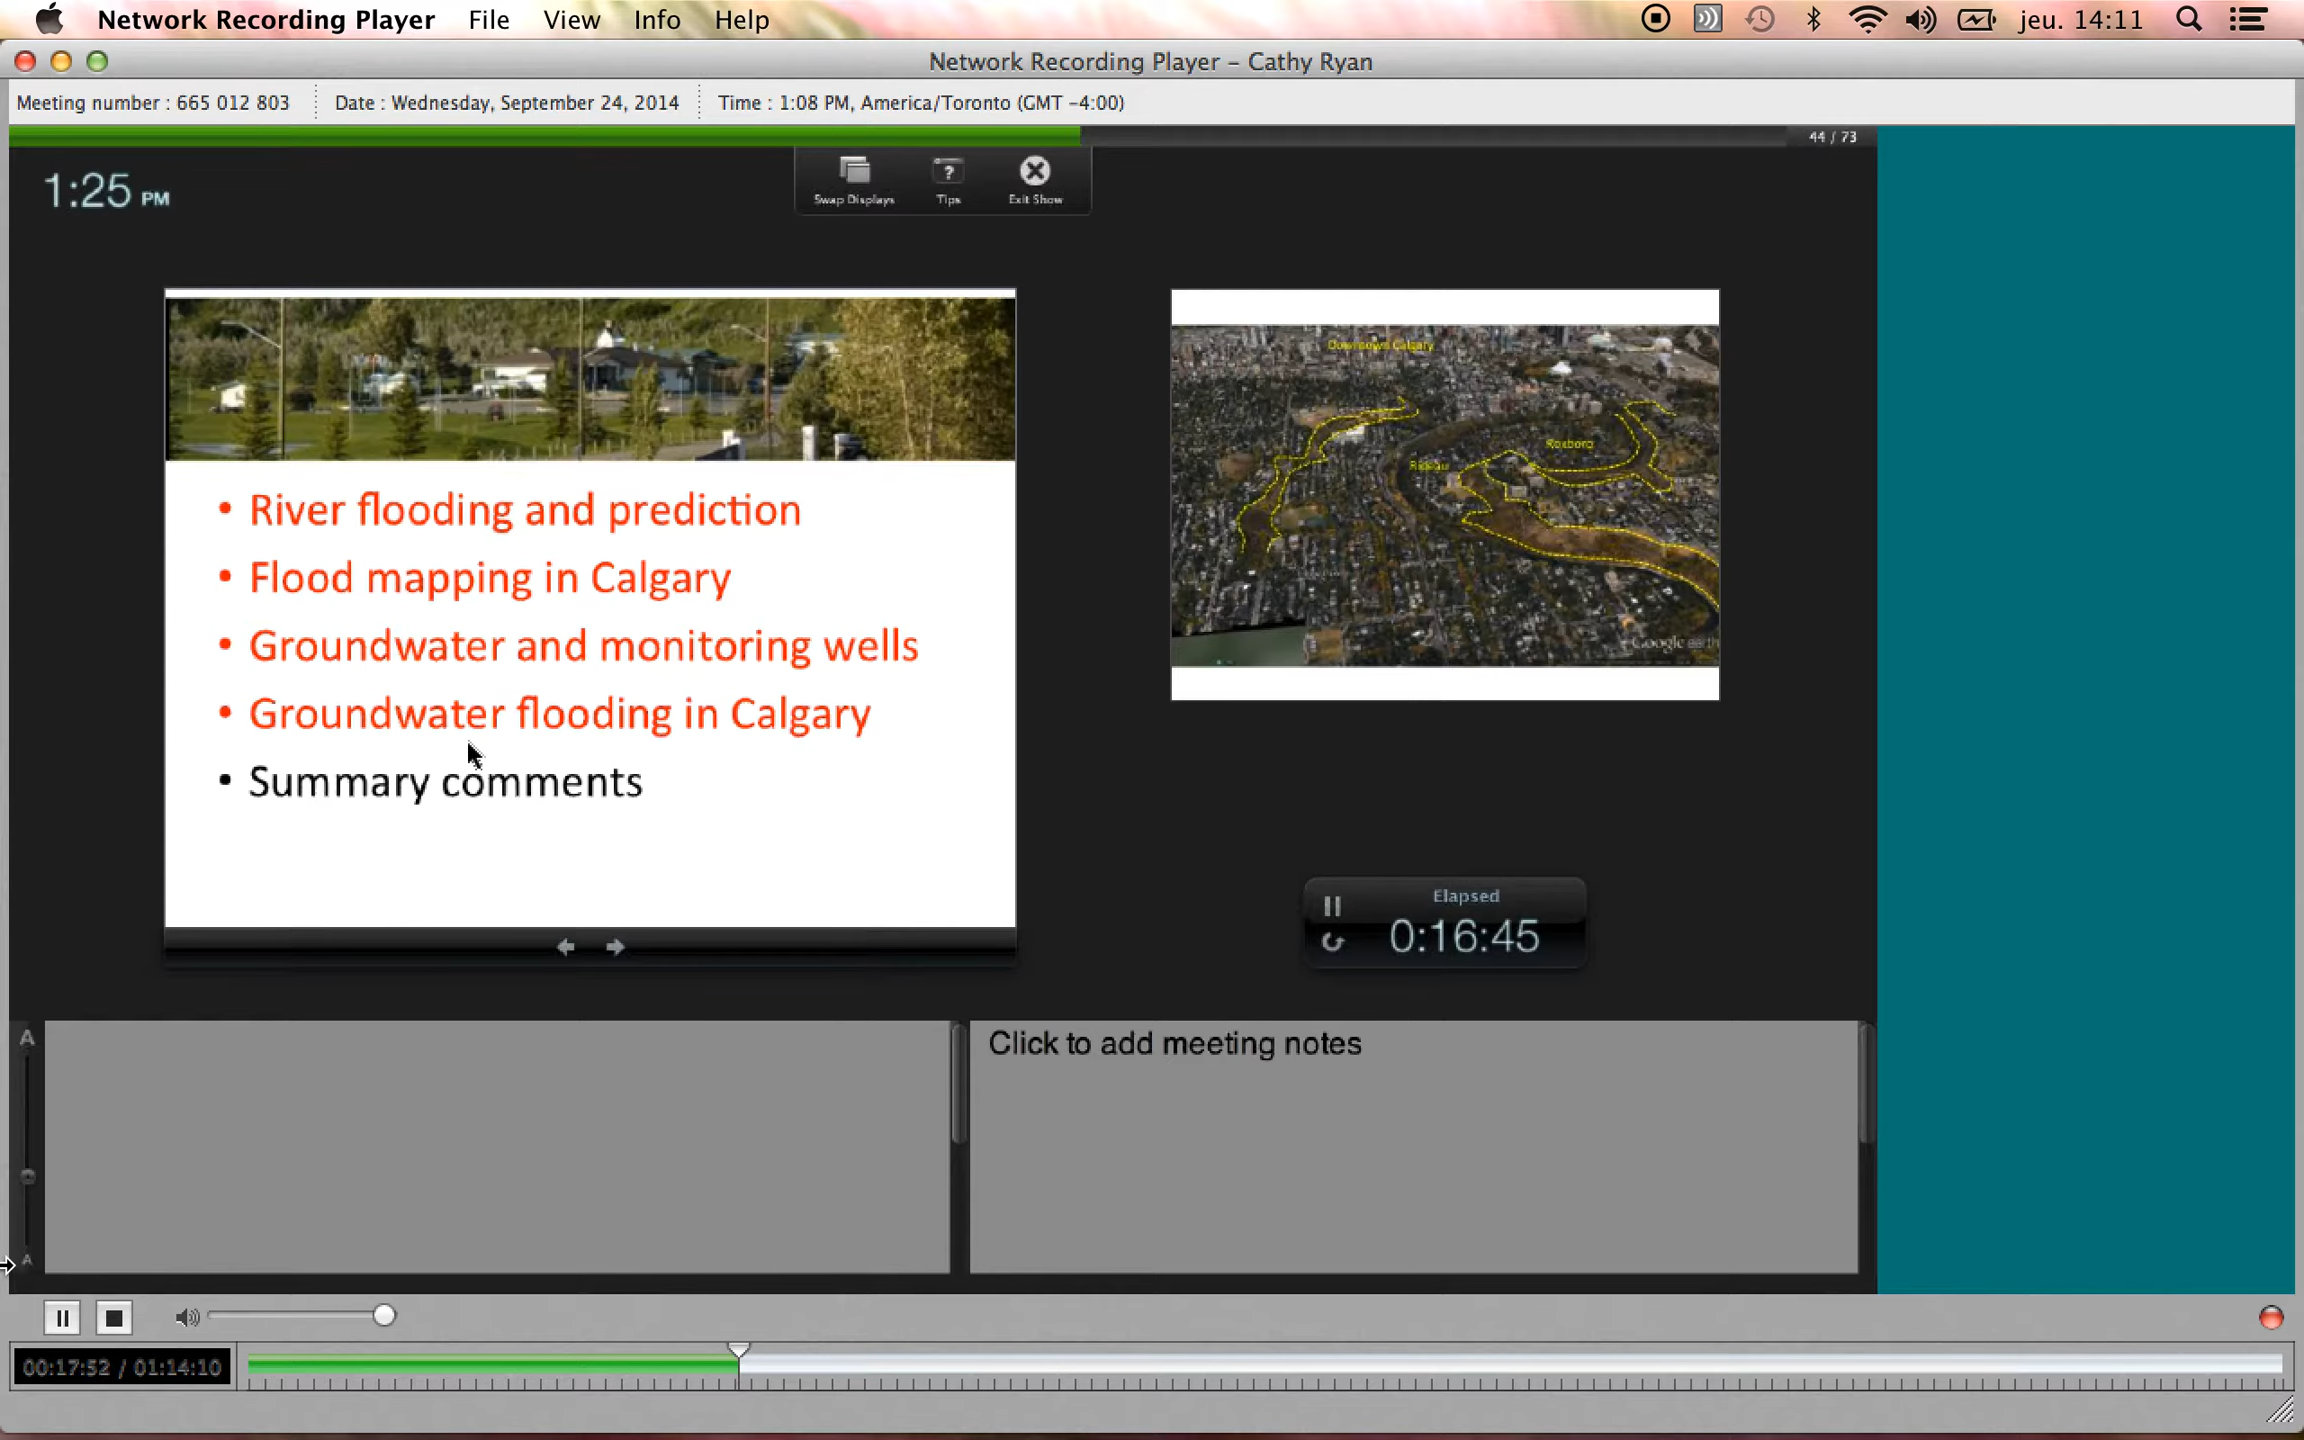 Network Recording Player File View Info Help jeu. 14:11
Network Recording Player – Cathy Ryan
Meeting number : 665 012 803 Date : Wednesday, September 24, 2014 Time : 1:08 PM, America/Toronto (GMT -4:00)
44 / 73
1:25 PM
Swap Displays Tips Exit Show
• River flooding and prediction
• Flood mapping in Calgary
• Groundwater and monitoring wells
• Groundwater flooding in Calgary
• Summary comments
Downtown Calgary
Roxboro
Rideau
Google earth
Elapsed
0:16:45
A
Click to add meeting notes
A
00:17:52 / 01:14:10